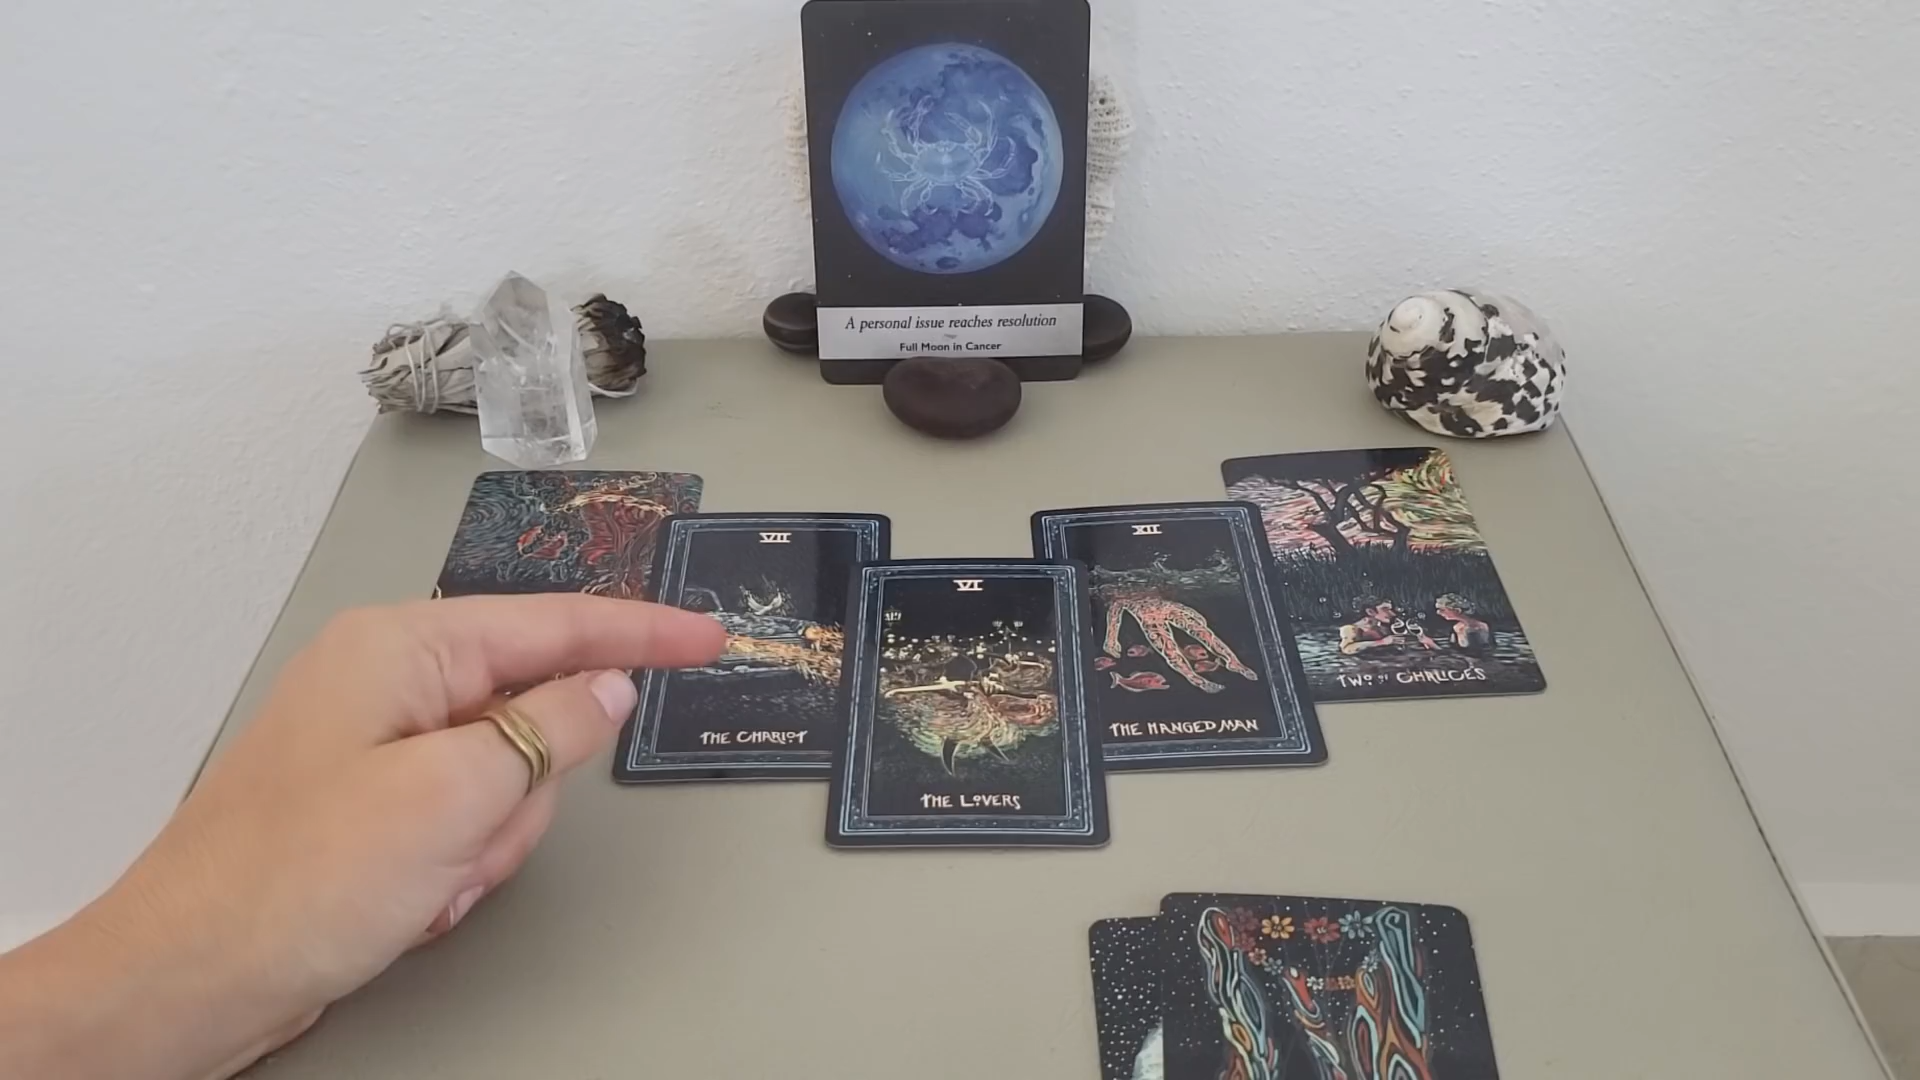 A personal issue reaches resolution
Full Moon in Cancer
VII
THE CHARIOT
VI
THE LOVERS
XII
THE HANGED MAN
TWO OF CHALICES